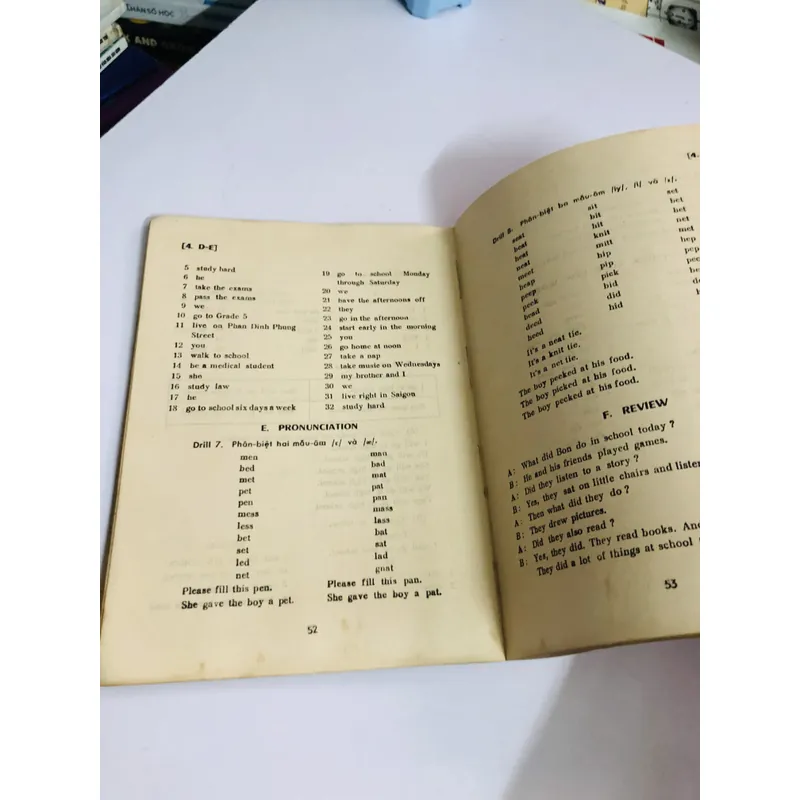 THẦN SỐ HỌC
AND
[4. D-E]
5 study hard
6 he
7 take the exams
8 pass the exams
9 we
10 go to Grade 5
11 live on Phan Dinh Phung
Street
12 you
13 walk to school
14 be a medical student
15 she
16 study law
17 he
18 go to school six days a week
19 go to school Monday
through Saturday
20 we
21 have the afternoons off
22 they
23 go in the afternoon
24 start early in the morning
25 you
26 go home at noon
27 take a nap
28 take music on Wednesdays
29 my brother and I
30 we
31 live right in Saigon
32 study hard
E. PRONUNCIATION
Drill 7. Phân-biệt hai mẫu-âm /ɛ/ và /æ/.
men man
bed bad
met mat
pet pat
pen pan
mess mass
less lass
bet bat
set sat
led lad
net gnat
Please fill this pen. Please fill this pan.
She gave the boy a pet. She gave the boy a pat.
52
[4.
Drill 8. Phân-biệt ba mẫu-âm /iy/, /i/ và /ɛ/.
seat sit set
beat bit bet
neat knit net
meet mitt met
heap hip hep
peep pip pep
peek pick
bead bid
deed did
heed hid
It's a neat tie.
It's a knit tie.
It's a net tie.
The boy peeked at his food.
The boy picked at his food.
The boy pecked at his food.
F. REVIEW
A: What did Bon do in school today ?
B: He and his friends played games.
A: Did they listen to a story ?
B: Yes, they sat on little chairs and listen
A: Then what did they do ?
B: They drew pictures.
A: Did they also read ?
B: Yes, they did. They read books. And
They did a lot of things at school
53